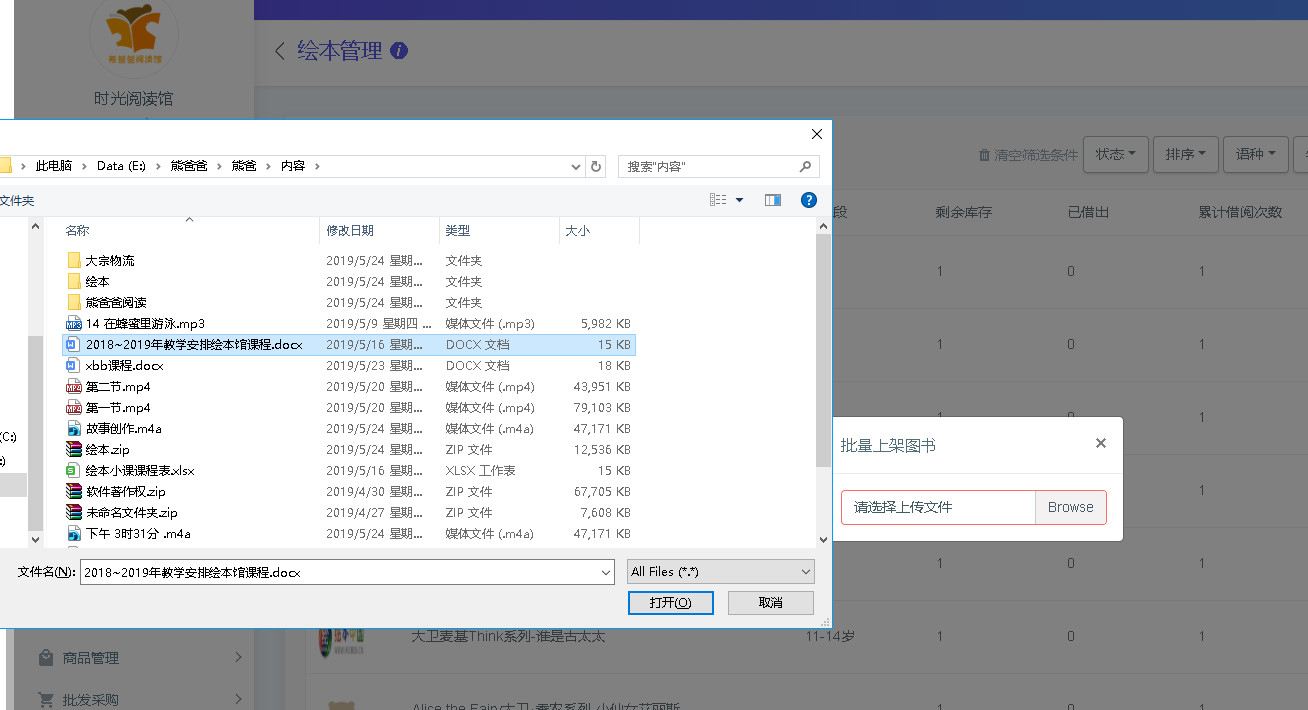 熊爸爸阅读馆
时光阅读馆
绘本管理
清空筛选条件 状态 排序 语种
段 剩余库存 已借出 累计借阅次数
1 0 1
1 0 1
1 0 1
1
1 0 1
大卫麦基Think系列-谁是古太太 11-14岁 1 0 1
Alice the Fairy大卫·香农系列-小仙女艾丽斯 1 0 1
商品管理
批发采购
此电脑 > Data (E:) > 熊爸爸 > 熊爸 > 内容 >
搜索"内容"
文件夹
名称 修改日期 类型 大小
大宗物流 2019/5/24 星期... 文件夹
绘本 2019/5/24 星期... 文件夹
熊爸爸阅读 2019/5/24 星期... 文件夹
14 在蜂蜜里游泳.mp3 2019/5/9 星期四 ... 媒体文件 (.mp3) 5,982 KB
2018~2019年教学安排绘本馆课程.docx 2019/5/16 星期... DOCX 文档 15 KB
xbb课程.docx 2019/5/23 星期... DOCX 文档 18 KB
第二节.mp4 2019/5/20 星期... 媒体文件 (.mp4) 43,951 KB
第一节.mp4 2019/5/20 星期... 媒体文件 (.mp4) 79,103 KB
故事创作.m4a 2019/5/24 星期... 媒体文件 (.m4a) 47,171 KB
绘本.zip 2019/5/24 星期... ZIP 文件 12,536 KB
绘本小课课程表.xlsx 2019/5/16 星期... XLSX 工作表 15 KB
软件著作权.zip 2019/4/30 星期... ZIP 文件 67,705 KB
未命名文件夹.zip 2019/4/27 星期... ZIP 文件 7,608 KB
下午 3时31分 .m4a 2019/5/24 星期... 媒体文件 (.m4a) 47,171 KB
(C:)
:)
文件名(N): 2018~2019年教学安排绘本馆课程.docx All Files (*.*)
打开(O) 取消
批量上架图书
请选择上传文件 Browse